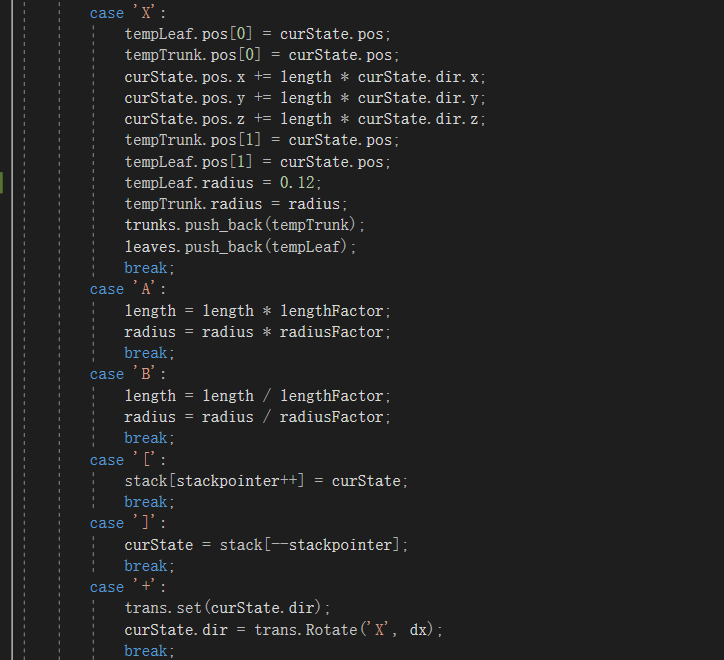 case 'X':
tempLeaf.pos[0] = curState.pos;
tempTrunk.pos[0] = curState.pos;
curState.pos.x += length * curState.dir.x;
curState.pos.y += length * curState.dir.y;
curState.pos.z += length * curState.dir.z;
tempTrunk.pos[1] = curState.pos;
tempLeaf.pos[1] = curState.pos;
tempLeaf.radius = 0.12;
tempTrunk.radius = radius;
trunks.push_back(tempTrunk);
leaves.push_back(tempLeaf);
break;
case 'A':
length = length * lengthFactor;
radius = radius * radiusFactor;
break;
case 'B':
length = length / lengthFactor;
radius = radius / radiusFactor;
break;
case '[':
stack[stackpointer++] = curState;
break;
case ']':
curState = stack[--stackpointer];
break;
case '+':
trans.set(curState.dir);
curState.dir = trans.Rotate('X', dx);
break;